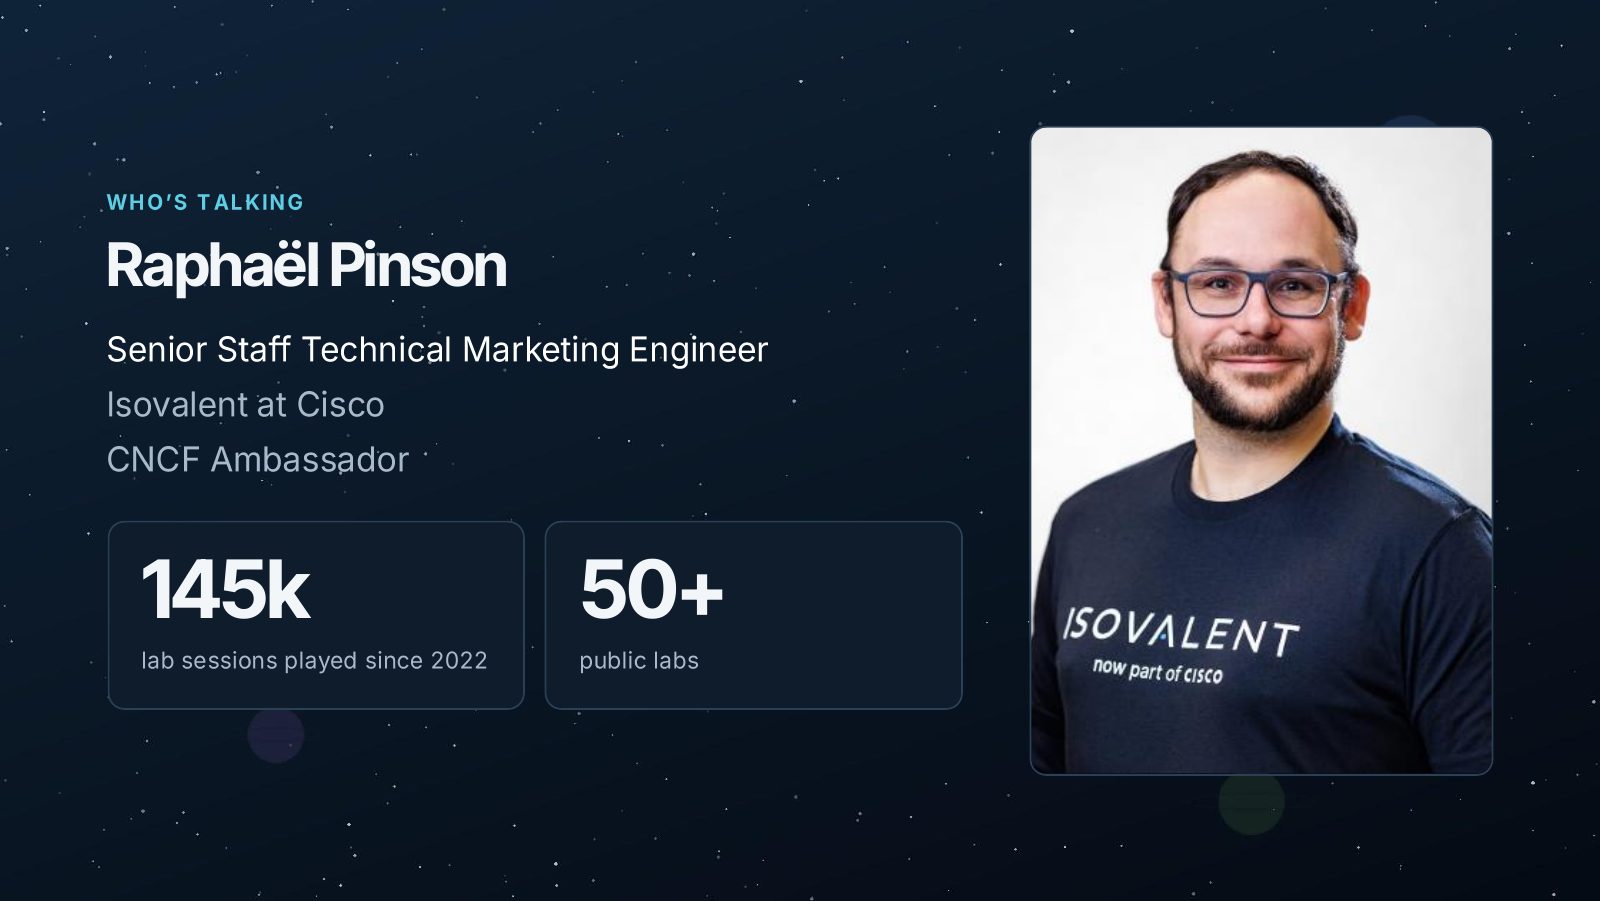 WHO’S TALKING
Raphaël Pinson
Senior Staff Technical Marketing Engineer
Isovalent at Cisco
CNCF Ambassador
145k
lab sessions played since 2022
50+
public labs
ISOVALENT
now part of CISCO